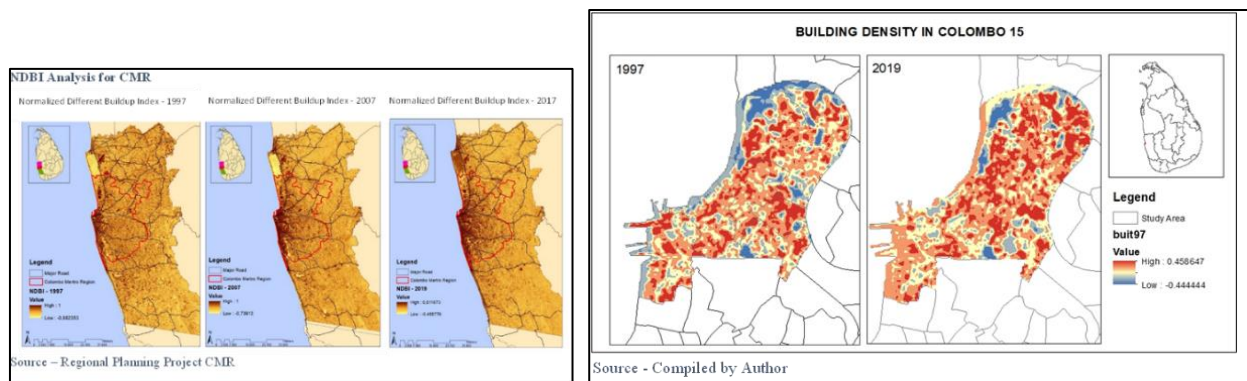 NDBI Analysis for CMR
Normalized Different Buildup Index - 1997
Normalized Different Buildup Index - 2007
Normalized Different Buildup Index - 2017
Legend
Major Road
Colombo Metro Region
NDBI - 1997
Value
High : 1
Legend
Major Road
Colombo Metro Region
NDBI - 2007
Value
High : 1
Legend
Major Road
Colombo Metro Region
NDBI - 2019
Value
Source – Regional Planning Project CMR
BUILDING DENSITY IN COLOMBO 15
1997
2019
Legend
Study Area
buit97
Value
High : 0.458647
Low : -0.444444
Source - Compiled by Author